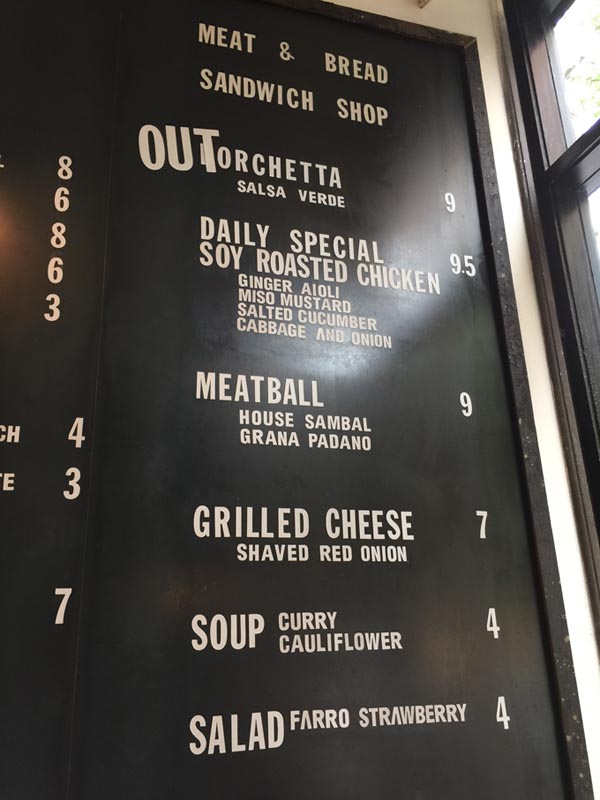 MEAT & BREAD
SANDWICH SHOP
OUT
ORCHETTA
SALSA VERDE 9
DAILY SPECIAL
SOY ROASTED CHICKEN 9.5
GINGER AIOLI
MISO MUSTARD
SALTED CUCUMBER
CABBAGE AND ONION
MEATBALL 9
HOUSE SAMBAL
GRANA PADANO
GRILLED CHEESE 7
SHAVED RED ONION
SOUP CURRY CAULIFLOWER 4
SALAD FARRO STRAWBERRY 4
8
6
8
6
3
CH 4
TE 3
7